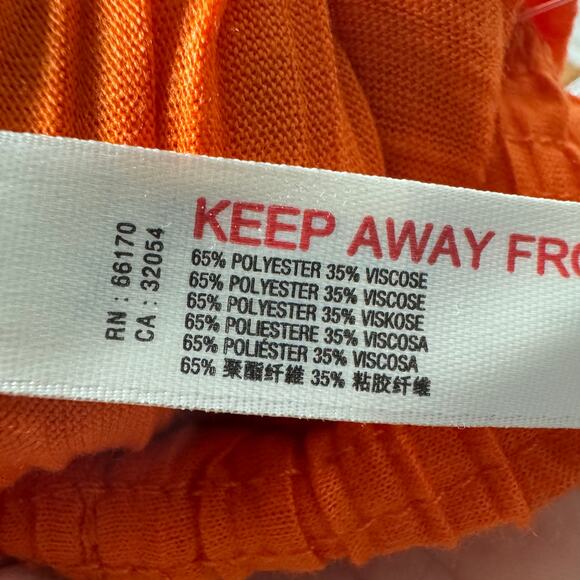 KEEP AWAY FRO
65% POLYESTER 35% VISCOSE
65% POLYESTER 35% VISCOSE
65% POLYESTER 35% VISKOSE
65% POLIESTERE 35% VISCOSA
65% POLIÉSTER 35% VISCOSA
65% 聚酯纤維 35% 粘胶纤维
RN : 66170
CA : 32054